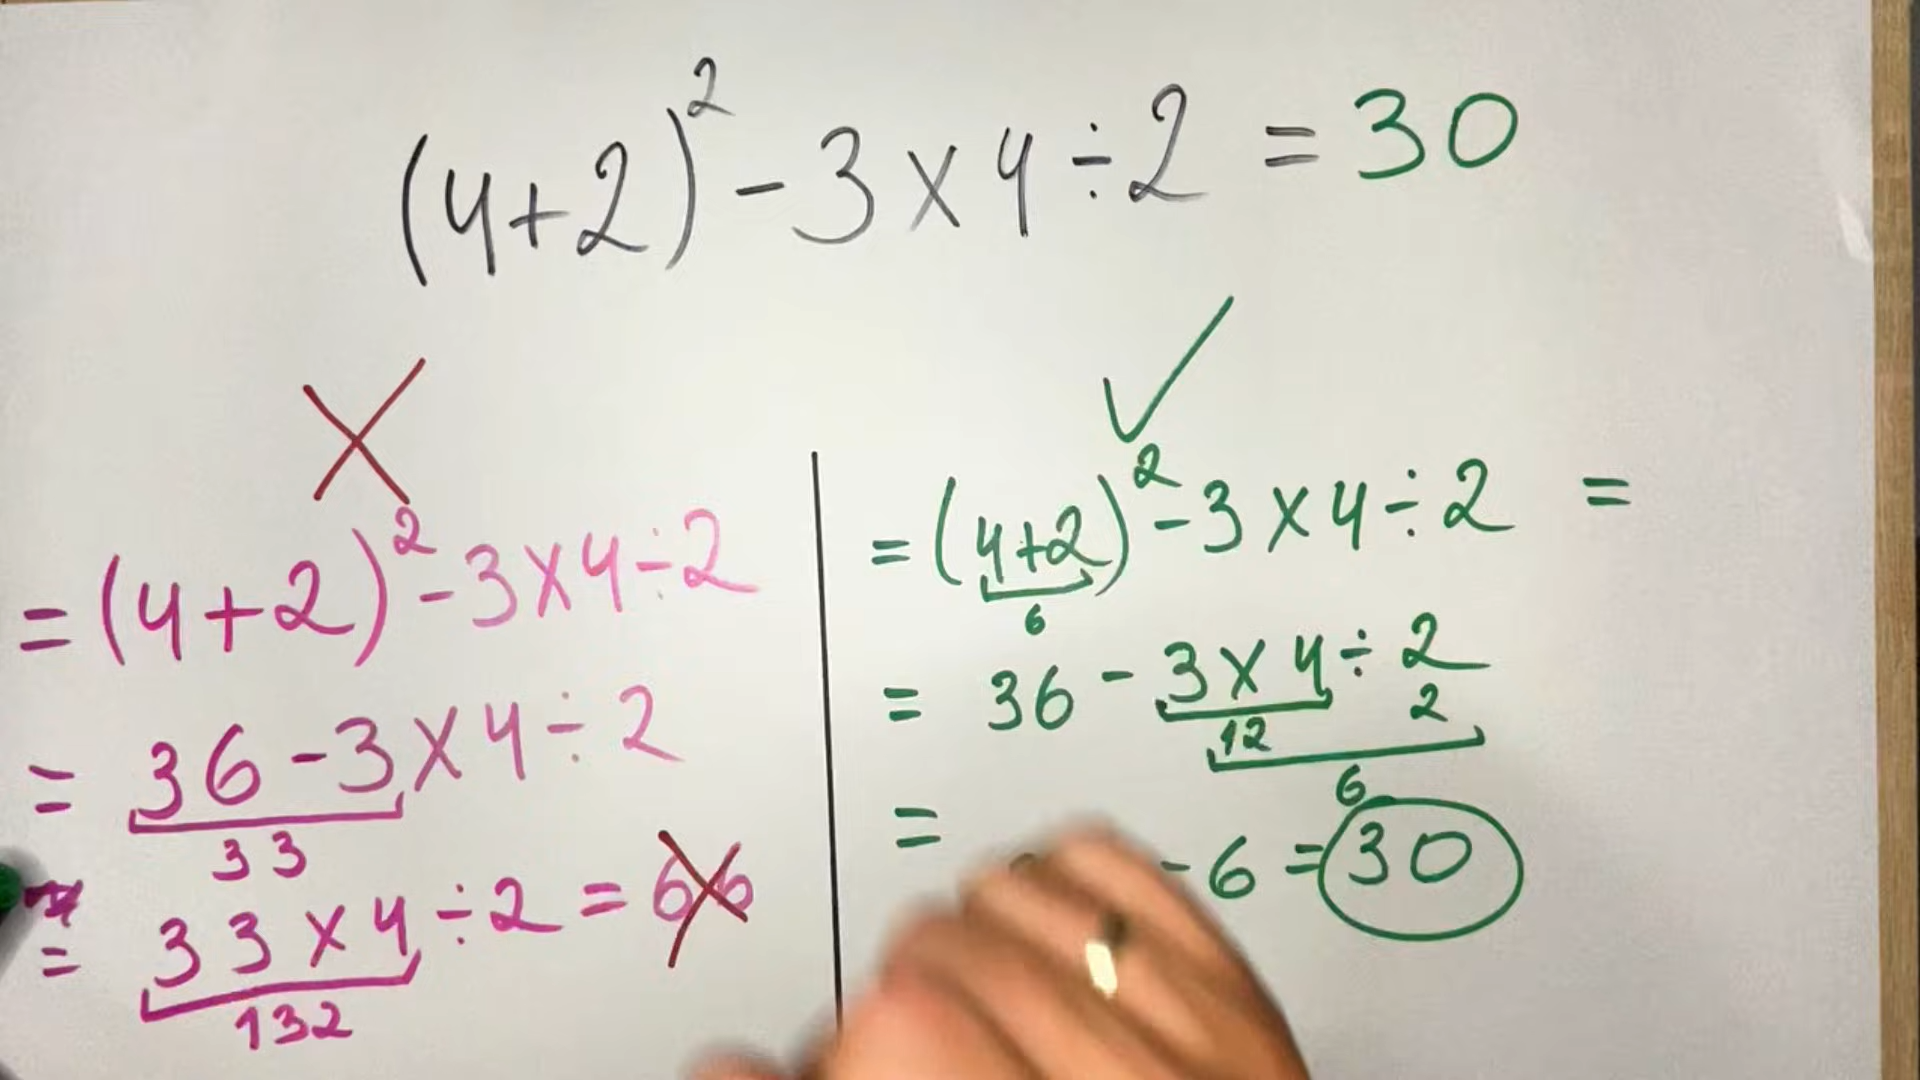 (4+2)² - 3 × 4 ÷ 2 = 30
= (4+2)² - 3 × 4 ÷ 2
= 36 - 3 × 4 ÷ 2
33
= 33 × 4 ÷ 2 = 66
132
= (4+2)² - 3 × 4 ÷ 2 =
6
= 36 - 3 × 4 ÷ 2
12 2
6
= - 6 = 30